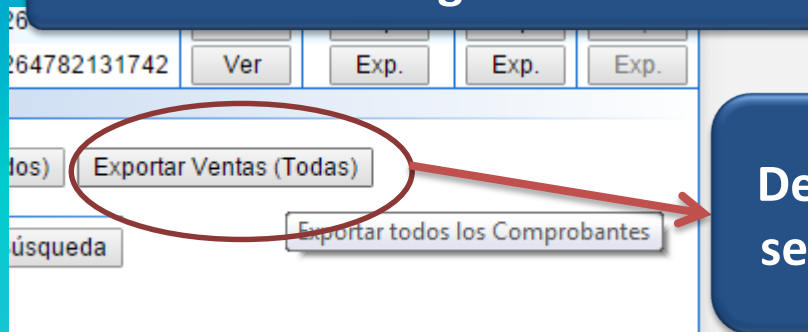 264782131742 Ver Exp. Exp. Exp.
dos) Exportar Ventas (Todas)
De
Exportar todos los Comprobantes
se
úsqueda